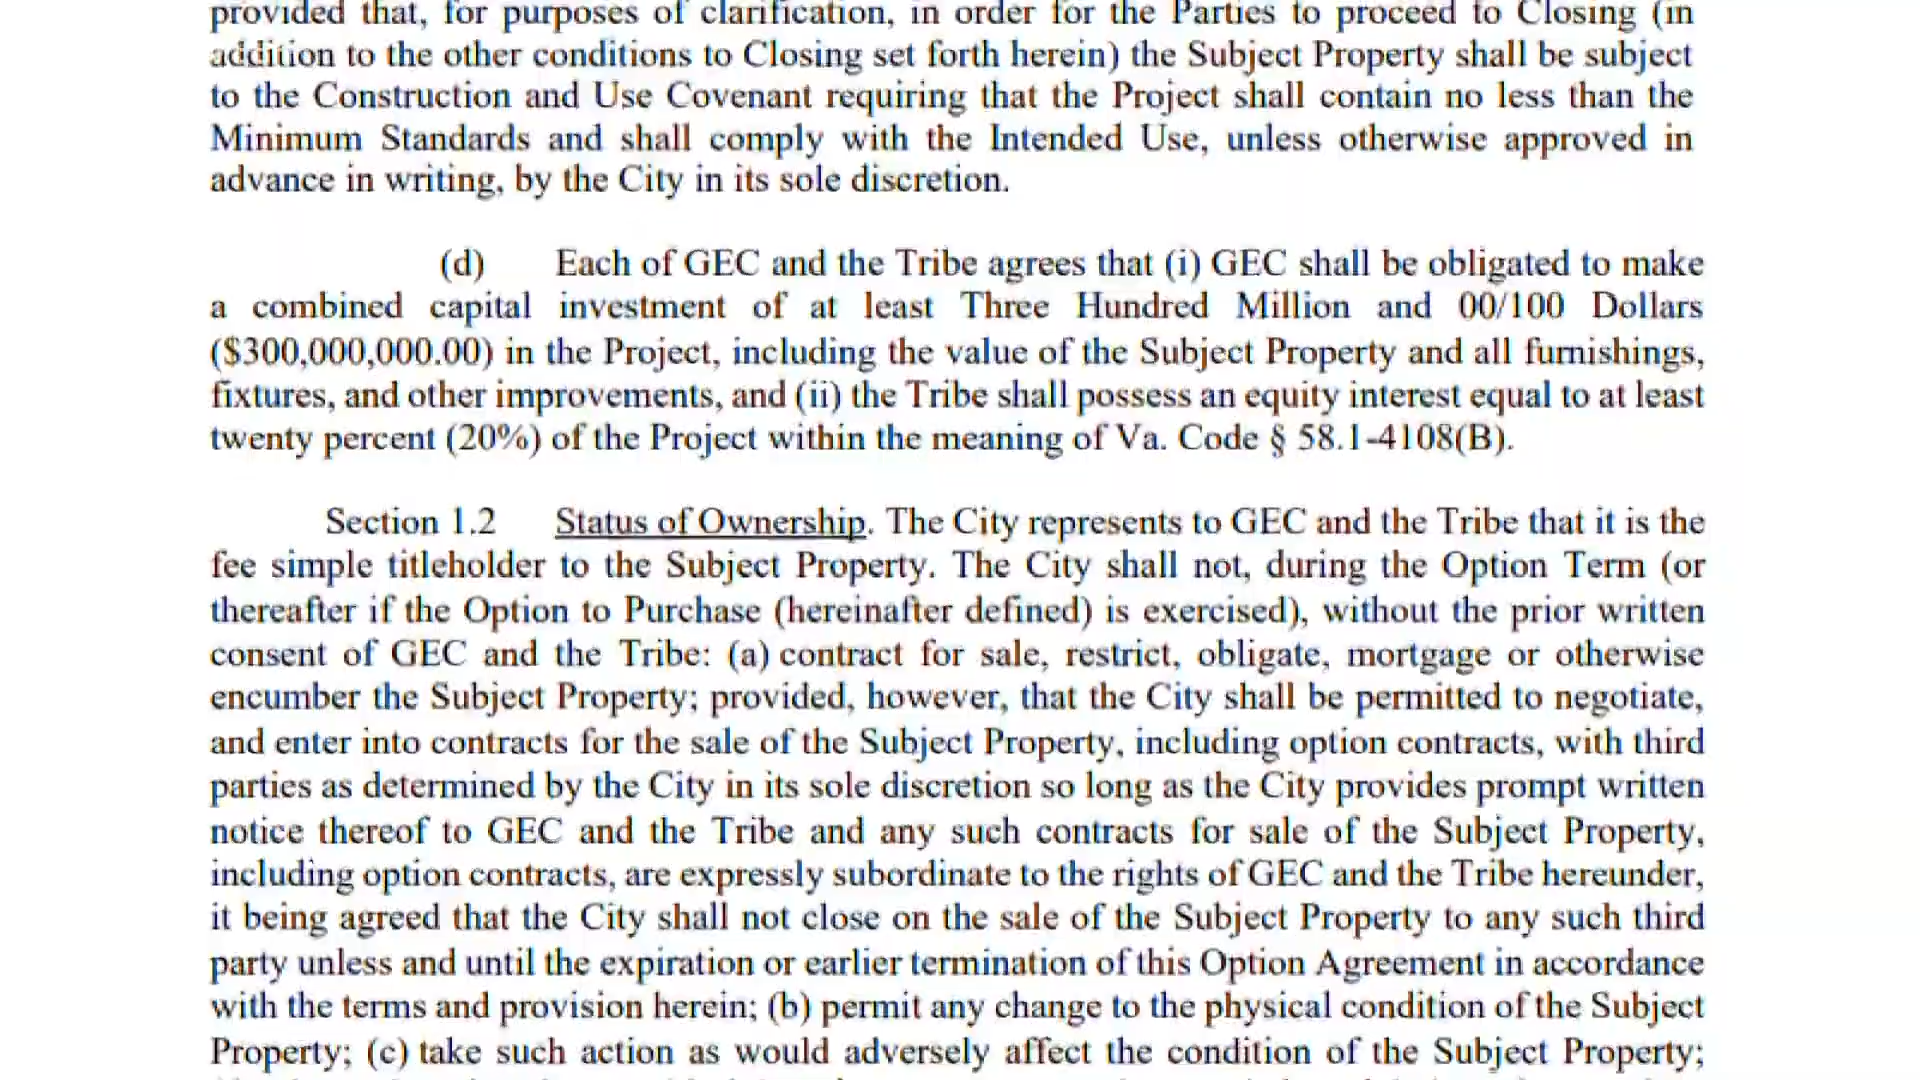 provided that, for purposes of clarification, in order for the Parties to proceed to Closing (in
addition to the other conditions to Closing set forth herein) the Subject Property shall be subject
to the Construction and Use Covenant requiring that the Project shall contain no less than the
Minimum Standards and shall comply with the Intended Use, unless otherwise approved in
advance in writing, by the City in its sole discretion.
(d) Each of GEC and the Tribe agrees that (i) GEC shall be obligated to make
a combined capital investment of at least Three Hundred Million and 00/100 Dollars
($300,000,000.00) in the Project, including the value of the Subject Property and all furnishings,
fixtures, and other improvements, and (ii) the Tribe shall possess an equity interest equal to at least
twenty percent (20%) of the Project within the meaning of Va. Code § 58.1-4108(B).
Section 1.2 Status of Ownership. The City represents to GEC and the Tribe that it is the
fee simple titleholder to the Subject Property. The City shall not, during the Option Term (or
thereafter if the Option to Purchase (hereinafter defined) is exercised), without the prior written
consent of GEC and the Tribe: (a) contract for sale, restrict, obligate, mortgage or otherwise
encumber the Subject Property; provided, however, that the City shall be permitted to negotiate,
and enter into contracts for the sale of the Subject Property, including option contracts, with third
parties as determined by the City in its sole discretion so long as the City provides prompt written
notice thereof to GEC and the Tribe and any such contracts for sale of the Subject Property,
including option contracts, are expressly subordinate to the rights of GEC and the Tribe hereunder,
it being agreed that the City shall not close on the sale of the Subject Property to any such third
party unless and until the expiration or earlier termination of this Option Agreement in accordance
with the terms and provision herein; (b) permit any change to the physical condition of the Subject
Property; (c) take such action as would adversely affect the condition of the Subject Property;